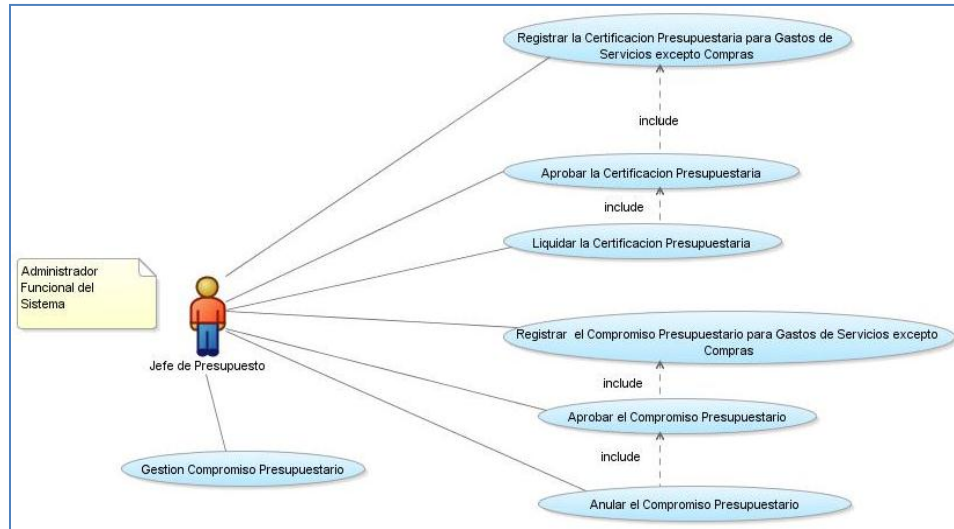 Registrar la Certificacion Presupuestaria para Gastos de
Servicios excepto Compras
include
Aprobar la Certificacion Presupuestaria
include
Liquidar la Certificacion Presupuestaria
Administrador
Funcional del
Sistema
Jefe de Presupuesto
Registrar el Compromiso Presupuestario para Gastos de Servicios excepto
Compras
include
Aprobar el Compromiso Presupuestario
include
Gestion Compromiso Presupuestario
Anular el Compromiso Presupuestario